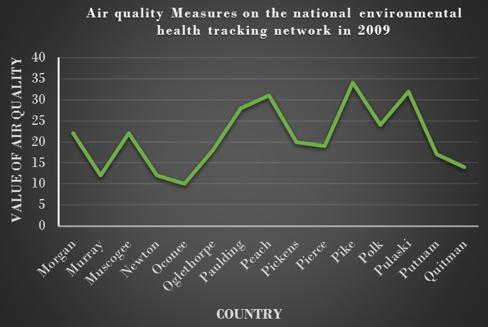 Air quality Measures on the national environmental
health tracking network in 2009
VALUE OF AIR QUALITY
40
35
30
25
20
15
10
5
0
Morgan
Murray
Muscogee
Newton
Oconee
Oglethorpe
Paulding
Peach
Pickens
Pierce
Pike
Polk
Pulaski
Putnam
Quitman
COUNTRY